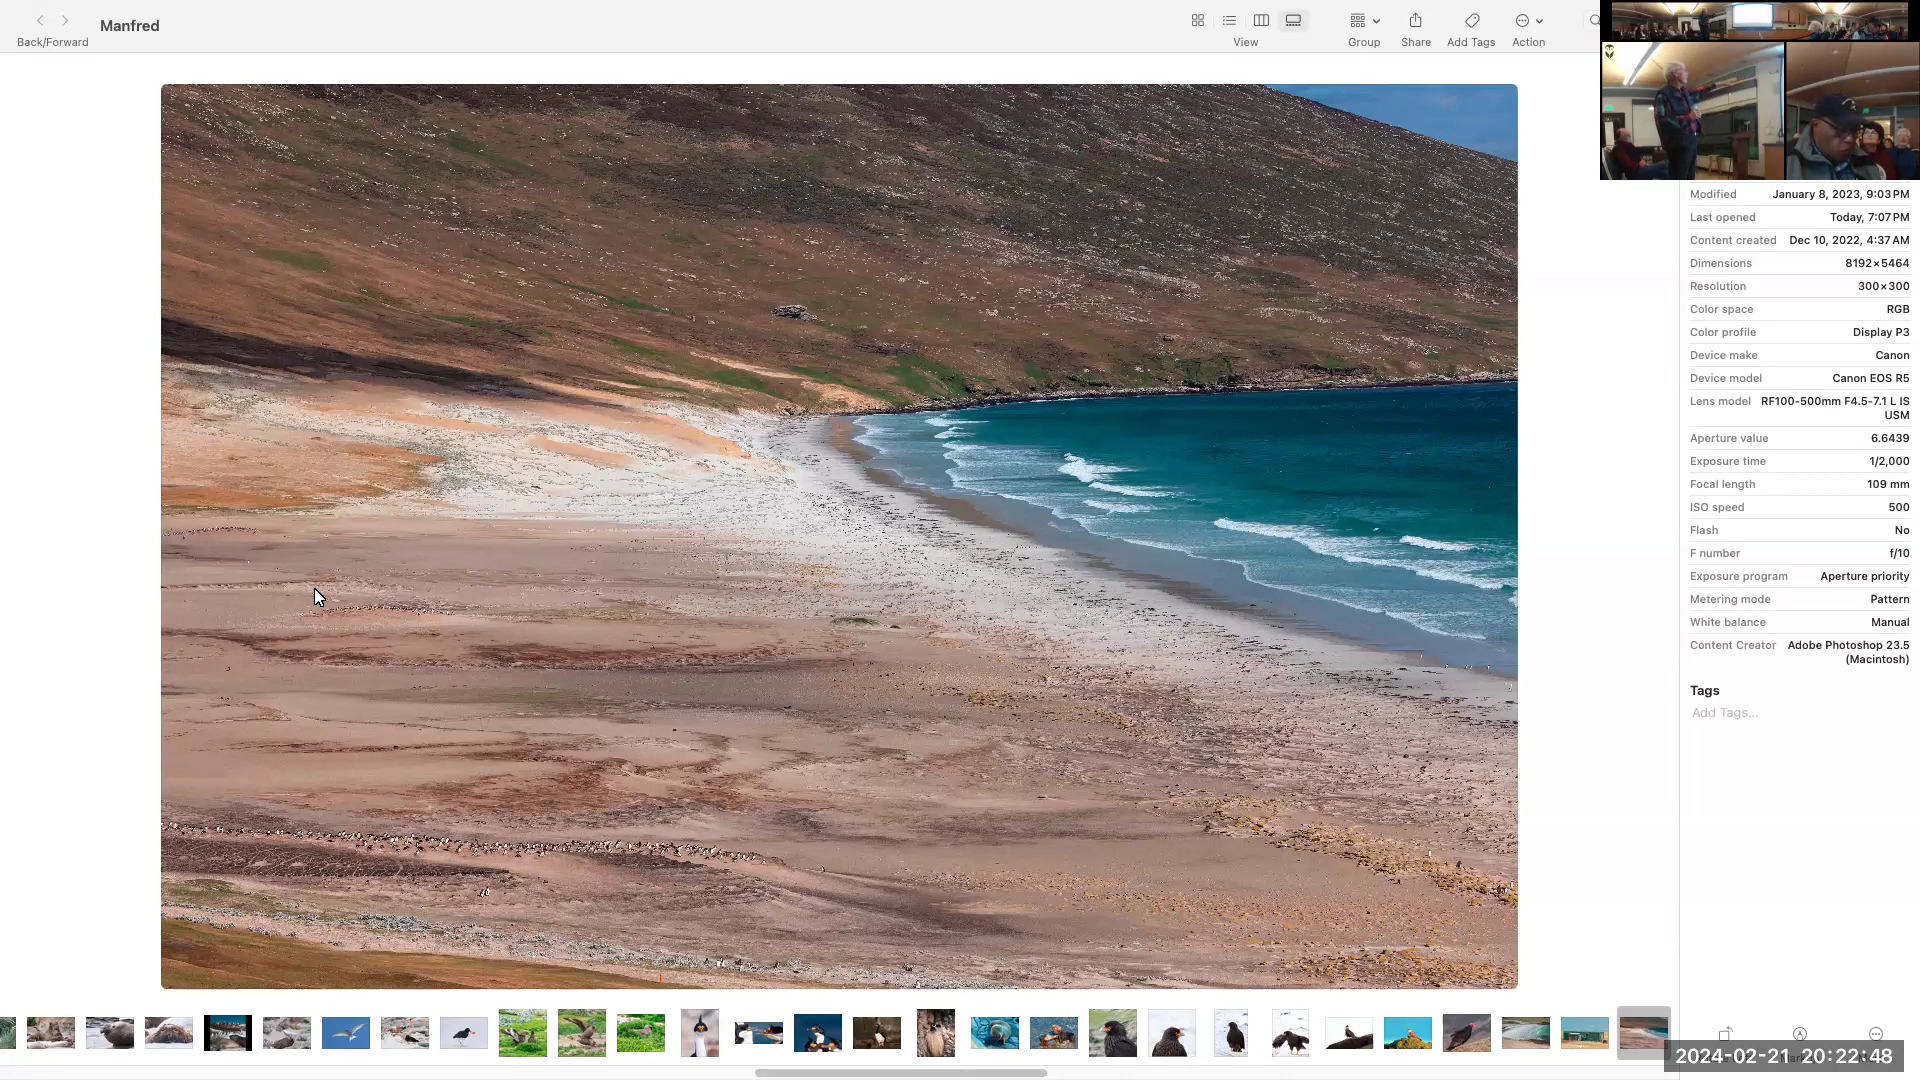 Manfred
Back/Forward
View
Group
Share
Add Tags
Action
Modified January 8, 2023, 9:03 PM
Last opened Today, 7:07 PM
Content created Dec 10, 2022, 4:37 AM
Dimensions 8192×5464
Resolution 300×300
Color space RGB
Color profile Display P3
Device make Canon
Device model Canon EOS R5
Lens model RF100-500mm F4.5-7.1 L IS
USM
Aperture value 6.6439
Exposure time 1/2,000
Focal length 109 mm
ISO speed 500
Flash No
F number f/10
Exposure program Aperture priority
Metering mode Pattern
White balance Manual
Content Creator Adobe Photoshop 23.5
(Macintosh)
Tags
Add Tags...
2024-02-21 20:22:48